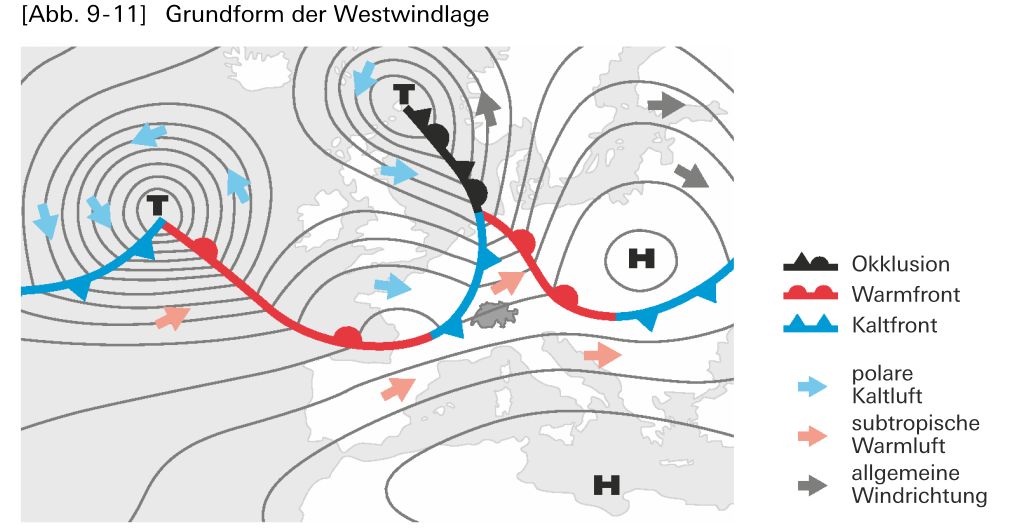 [Abb. 9-11] Grundform der Westwindlage
T
T
H
H
Okklusion
Warmfront
Kaltfront
polare
Kaltluft
subtropische
Warmluft
allgemeine
Windrichtung